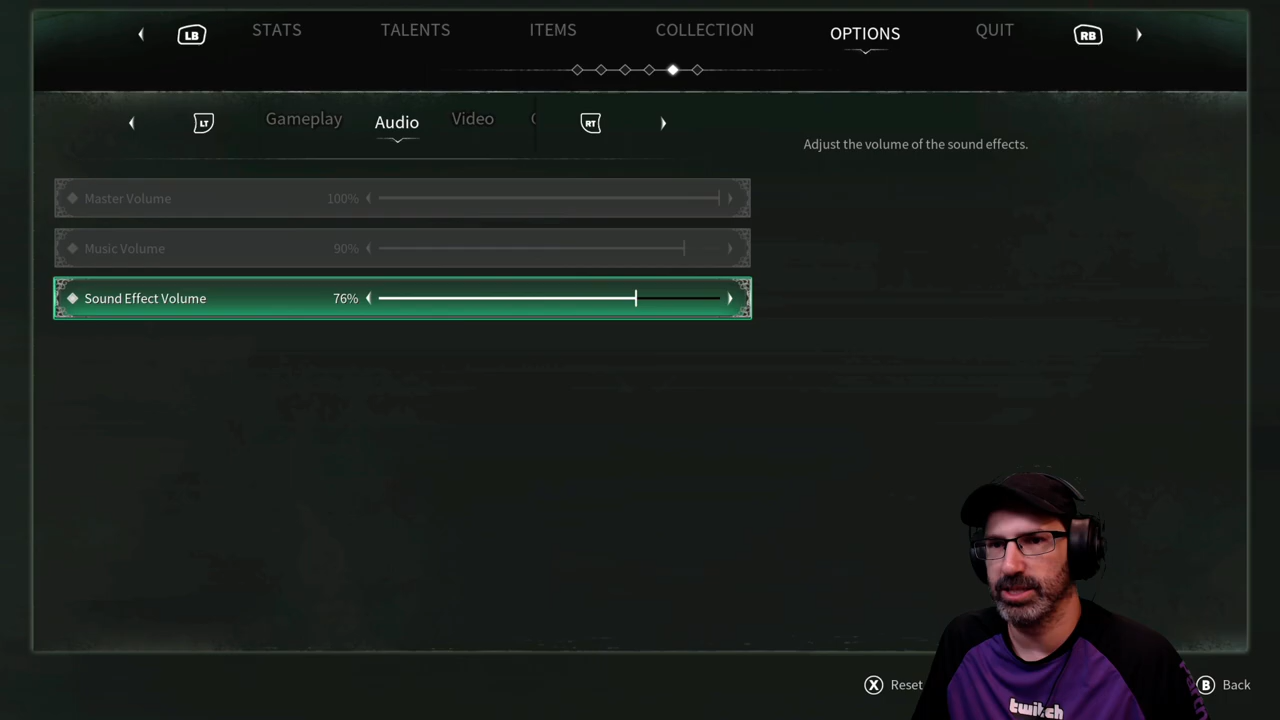 LB STATS TALENTS ITEMS COLLECTION OPTIONS QUIT RB
LT Gameplay Audio Video RT
Adjust the volume of the sound effects.
Master Volume 100%
Music Volume 90%
Sound Effect Volume 76%
X Reset B Back
twitch